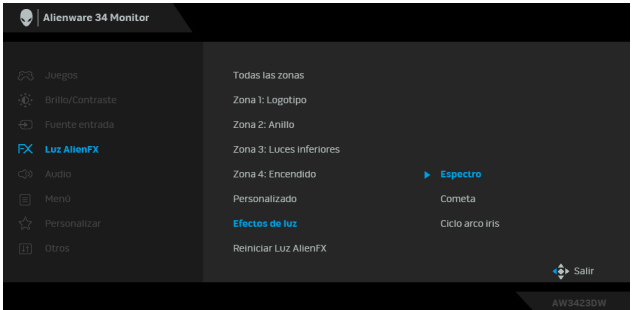 Alienware 34 Monitor
Juegos
Brillo/Contraste
Fuente entrada
FX Luz AlienFX
Audio
Menú
Personalizar
Otros
Todas las zonas
Zona 1: Logotipo
Zona 2: Anillo
Zona 3: Luces inferiores
Zona 4: Encendido
Personalizado
Efectos de luz
Reiniciar Luz AlienFX
Espectro
Cometa
Ciclo arco iris
Salir
AW3423DW